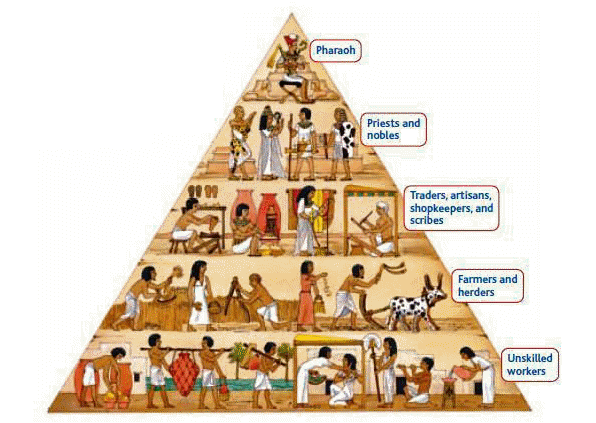 Pharaoh
Priests and
nobles
Traders, artisans,
shopkeepers, and
scribes
Farmers and
herders
Unskilled
workers